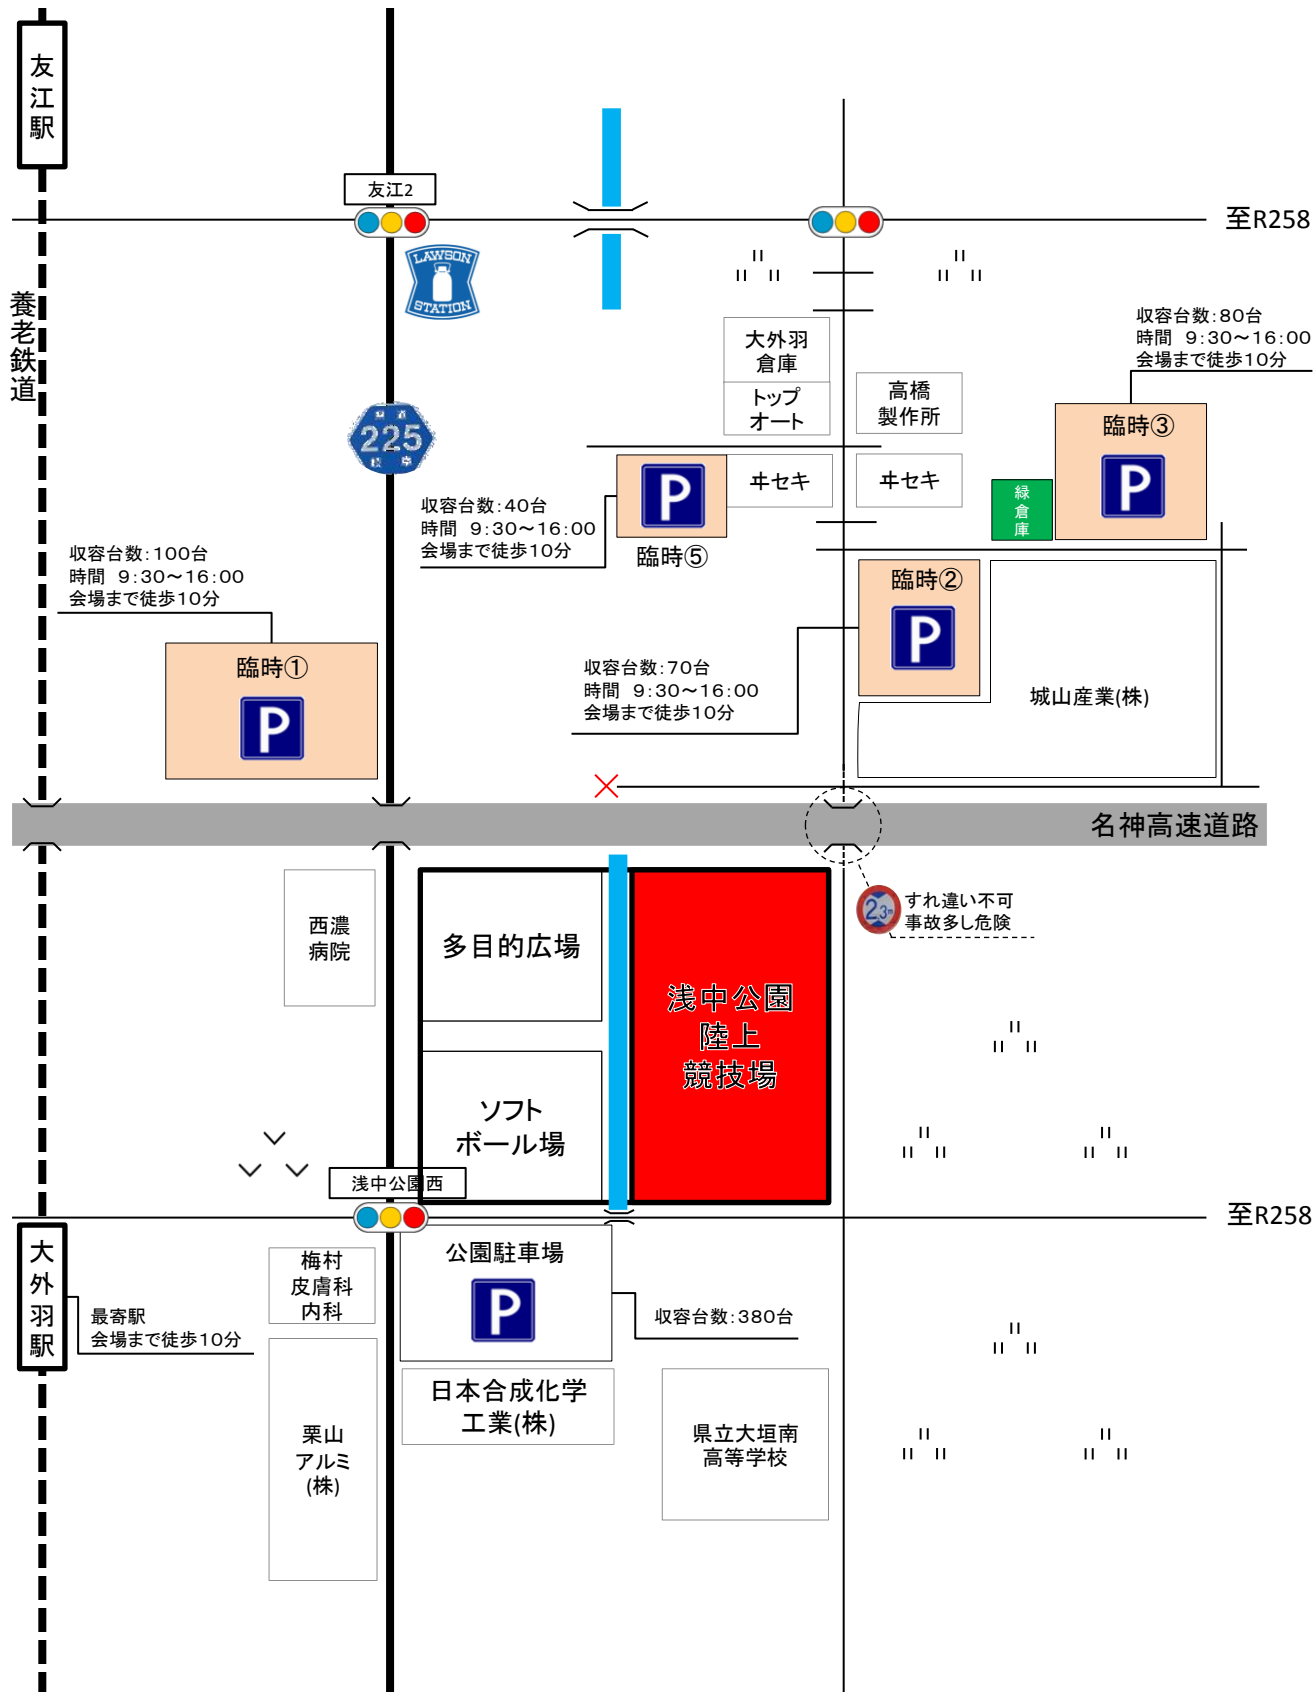 友江駅
友江2
至R258
LAWSON
STATION
養老鉄道
225
収容台数:80台
時間 9:30～16:00
会場まで徒歩10分
大外羽
倉庫
トップ
オート
高橋
製作所
臨時③
P
緑倉庫
ヰセキ
ヰセキ
P
臨時⑤
収容台数:40台
時間 9:30～16:00
会場まで徒歩10分
収容台数:100台
時間 9:30～16:00
会場まで徒歩10分
臨時①
P
臨時②
P
収容台数:70台
時間 9:30～16:00
会場まで徒歩10分
城山産業(株)
名神高速道路
2.3m
すれ違い不可
事故多し危険
西濃
病院
多目的広場
浅中公園
陸上
競技場
ソフト
ボール場
浅中公園西
至R258
大外羽駅
最寄駅
会場まで徒歩10分
梅村
皮膚科
内科
公園駐車場
P
収容台数:380台
日本合成化学
工業(株)
栗山
アルミ
(株)
県立大垣南
高等学校